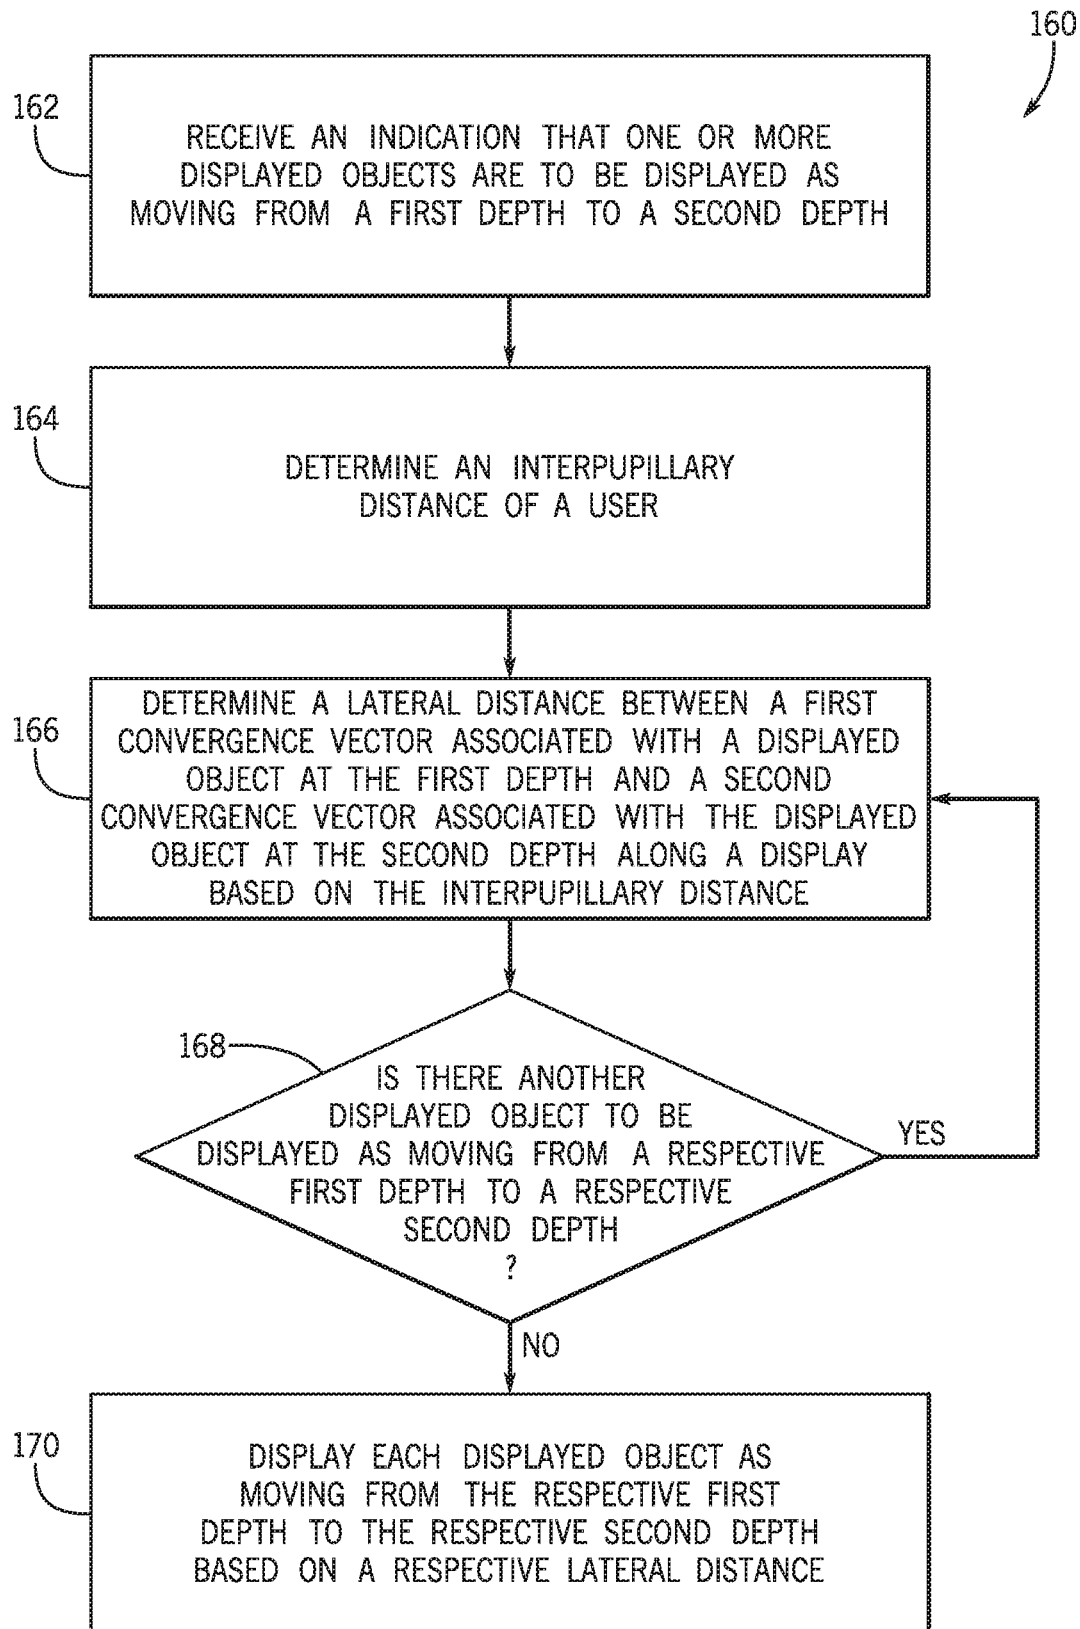 160
162
RECEIVE AN INDICATION THAT ONE OR MORE
DISPLAYED OBJECTS ARE TO BE DISPLAYED AS
MOVING FROM A FIRST DEPTH TO A SECOND DEPTH
164
DETERMINE AN INTERPUPILLARY
DISTANCE OF A USER
166
DETERMINE A LATERAL DISTANCE BETWEEN A FIRST
CONVERGENCE VECTOR ASSOCIATED WITH A DISPLAYED
OBJECT AT THE FIRST DEPTH AND A SECOND
CONVERGENCE VECTOR ASSOCIATED WITH THE DISPLAYED
OBJECT AT THE SECOND DEPTH ALONG A DISPLAY
BASED ON THE INTERPUPILLARY DISTANCE
168
IS THERE ANOTHER
DISPLAYED OBJECT TO BE
DISPLAYED AS MOVING FROM A RESPECTIVE
FIRST DEPTH TO A RESPECTIVE
SECOND DEPTH
?
YES
NO
170
DISPLAY EACH DISPLAYED OBJECT AS
MOVING FROM THE RESPECTIVE FIRST
DEPTH TO THE RESPECTIVE SECOND DEPTH
BASED ON A RESPECTIVE LATERAL DISTANCE